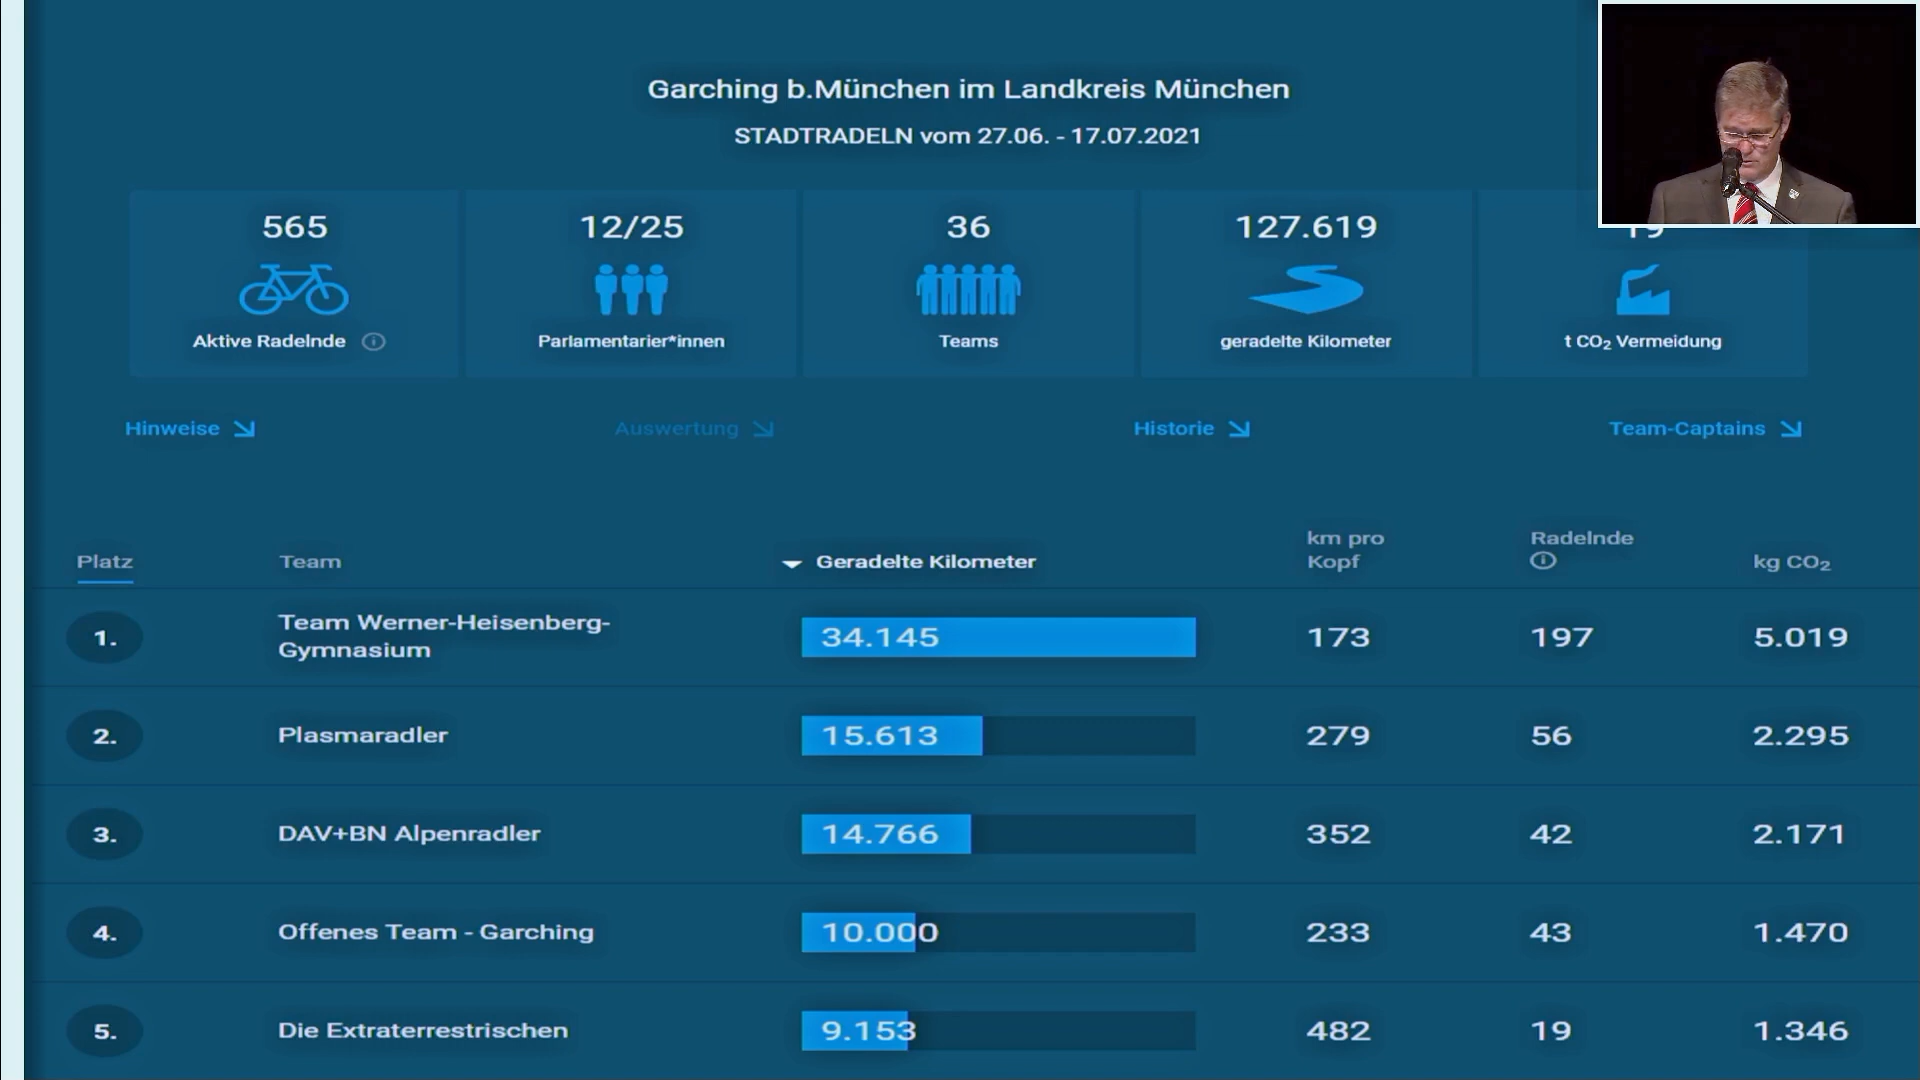 Garching b.München im Landkreis München
STADTRADELN vom 27.06. - 17.07.2021
565
12/25
36
127.619
19
Aktive Radelnde
Parlamentarier*innen
Teams
geradelte Kilometer
t CO₂ Vermeidung
Hinweise
Auswertung
Historie
Team-Captains
Platz
Team
Geradelte Kilometer
km pro
Kopf
Radelnde
kg CO₂
1.
Team Werner-Heisenberg-
Gymnasium
34.145
173
197
5.019
2.
Plasmaradler
15.613
279
56
2.295
3.
DAV+BN Alpenradler
14.766
352
42
2.171
4.
Offenes Team - Garching
10.000
233
43
1.470
5.
Die Extraterrestrischen
9.153
482
19
1.346